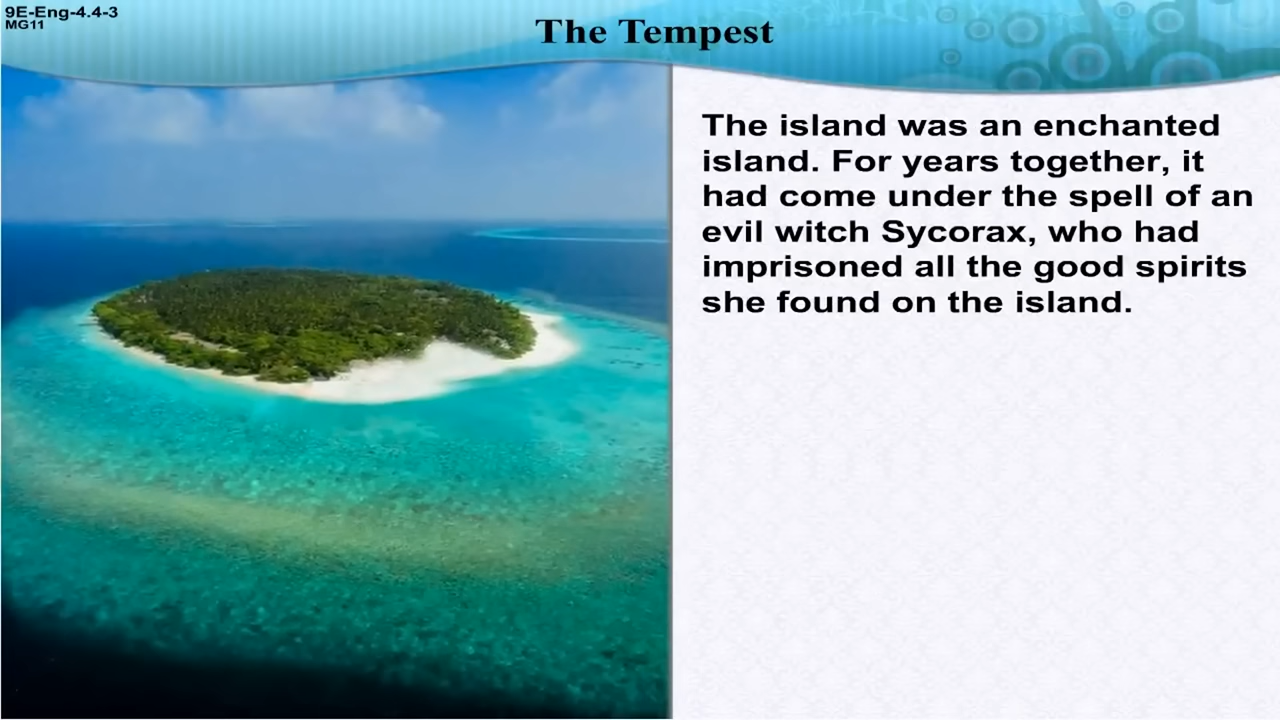 9E-Eng-4.4-3
MG11
The Tempest
The island was an enchanted
island. For years together, it
had come under the spell of an
evil witch Sycorax, who had
imprisoned all the good spirits
she found on the island.